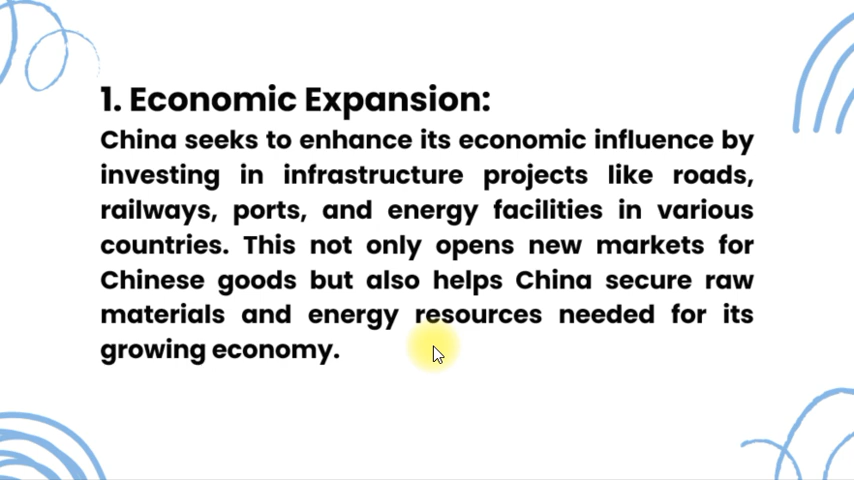 1. Economic Expansion:
China seeks to enhance its economic influence by
investing in infrastructure projects like roads,
railways, ports, and energy facilities in various
countries. This not only opens new markets for
Chinese goods but also helps China secure raw
materials and energy resources needed for its
growing economy.